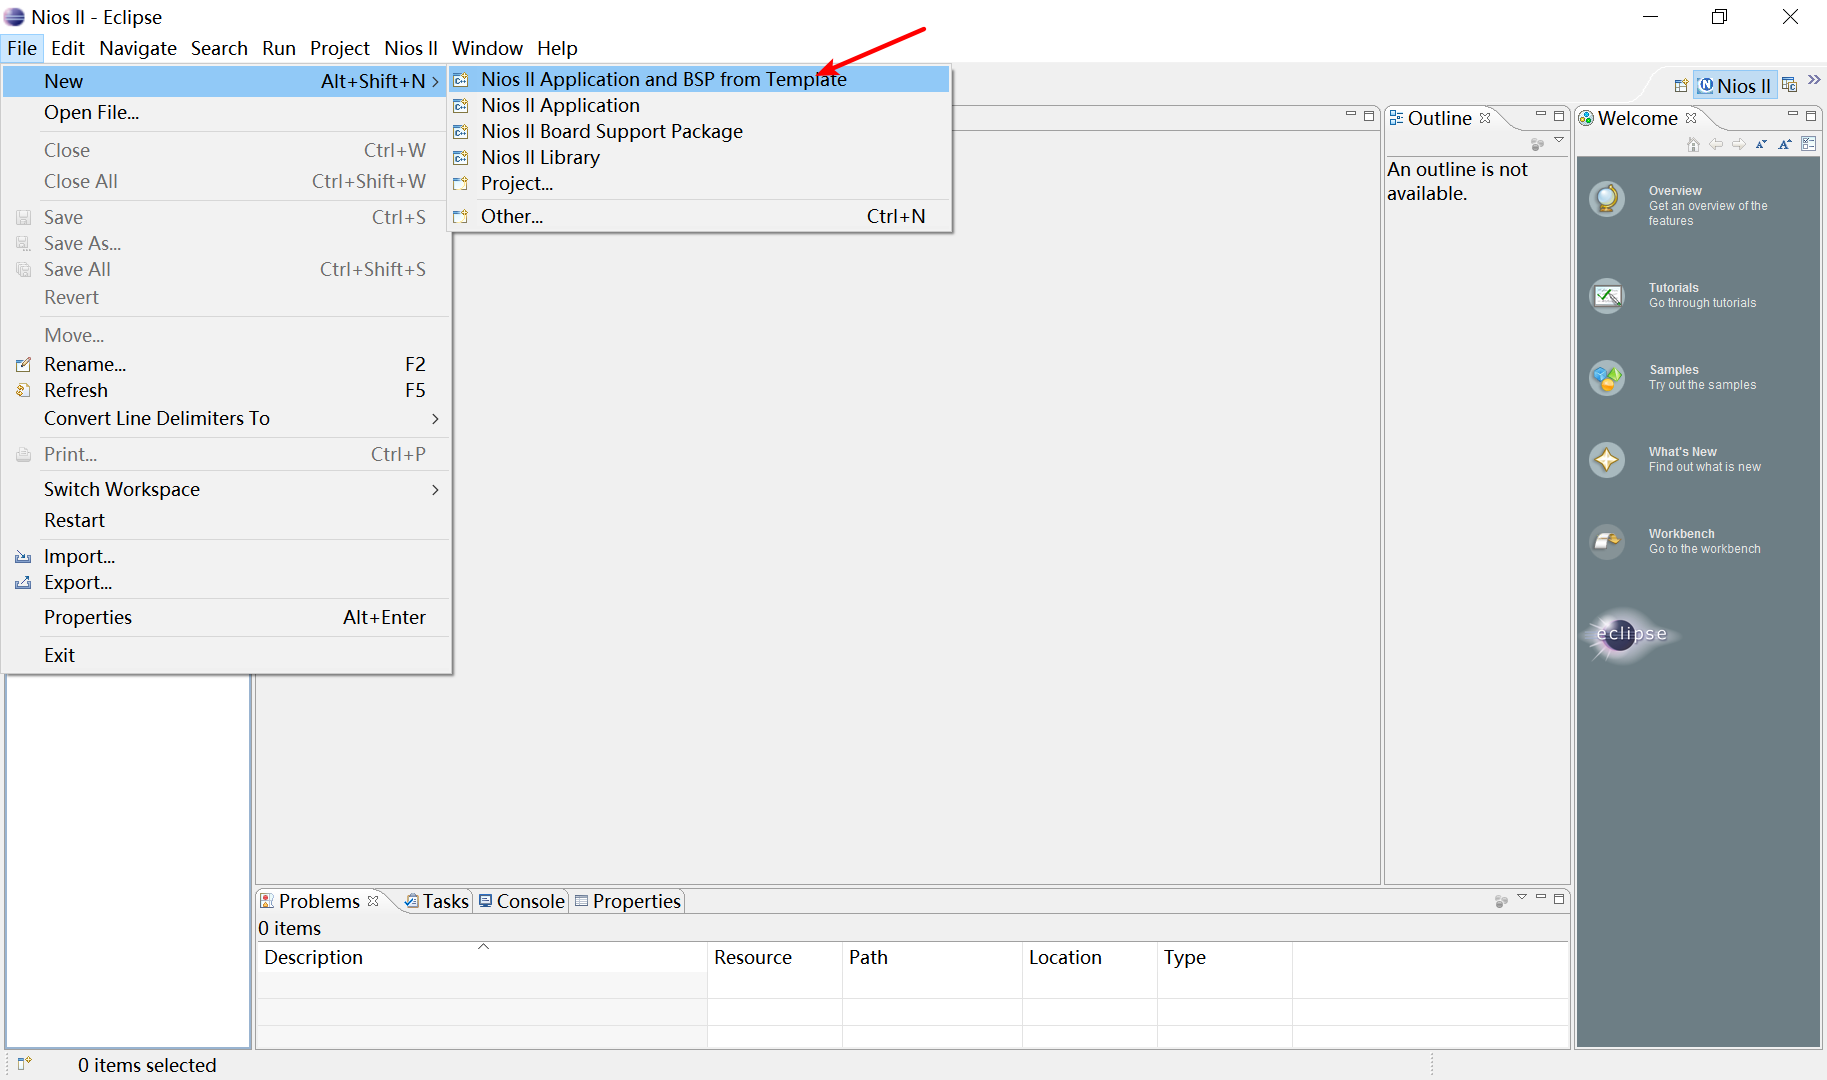 Nios II - Eclipse
File Edit Navigate Search Run Project Nios II Window Help
New Alt+Shift+N
Open File...
Close Ctrl+W
Close All Ctrl+Shift+W
Save Ctrl+S
Save As...
Save All Ctrl+Shift+S
Revert
Move...
Rename... F2
Refresh F5
Convert Line Delimiters To
Print... Ctrl+P
Switch Workspace
Restart
Import...
Export...
Properties Alt+Enter
Exit
Nios II Application and BSP from Template
Nios II Application
Nios II Board Support Package
Nios II Library
Project...
Other... Ctrl+N
Nios II
Outline
An outline is not
available.
Welcome
Overview
Get an overview of the
features
Tutorials
Go through tutorials
Samples
Try out the samples
What's New
Find out what is new
Workbench
Go to the workbench
eclipse
Problems Tasks Console Properties
0 items
Description Resource Path Location Type
0 items selected